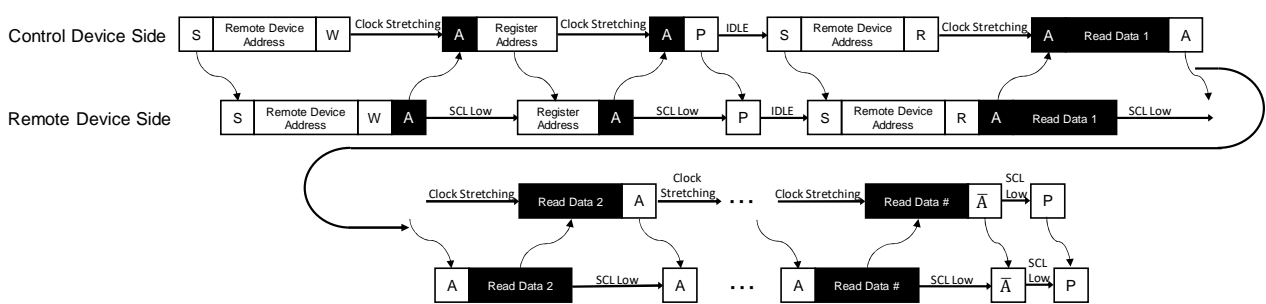 Control Device Side
S
Remote Device
Address
W
Clock Stretching
A
Register
Address
Clock Stretching
A
P
IDLE
S
Remote Device
Address
R
Clock Stretching
A
Read Data 1
A
Remote Device Side
S
Remote Device
Address
W
A
SCL Low
Register
Address
A
SCL Low
P
IDLE
S
Remote Device
Address
R
A
Read Data 1
SCL Low
Clock Stretching
Read Data 2
A
Clock
Stretching
...
Clock Stretching
Read Data #
A̅
SCL
Low
P
A
Read Data 2
SCL Low
A
...
A
Read Data #
SCL Low
A̅
SCL
Low
P